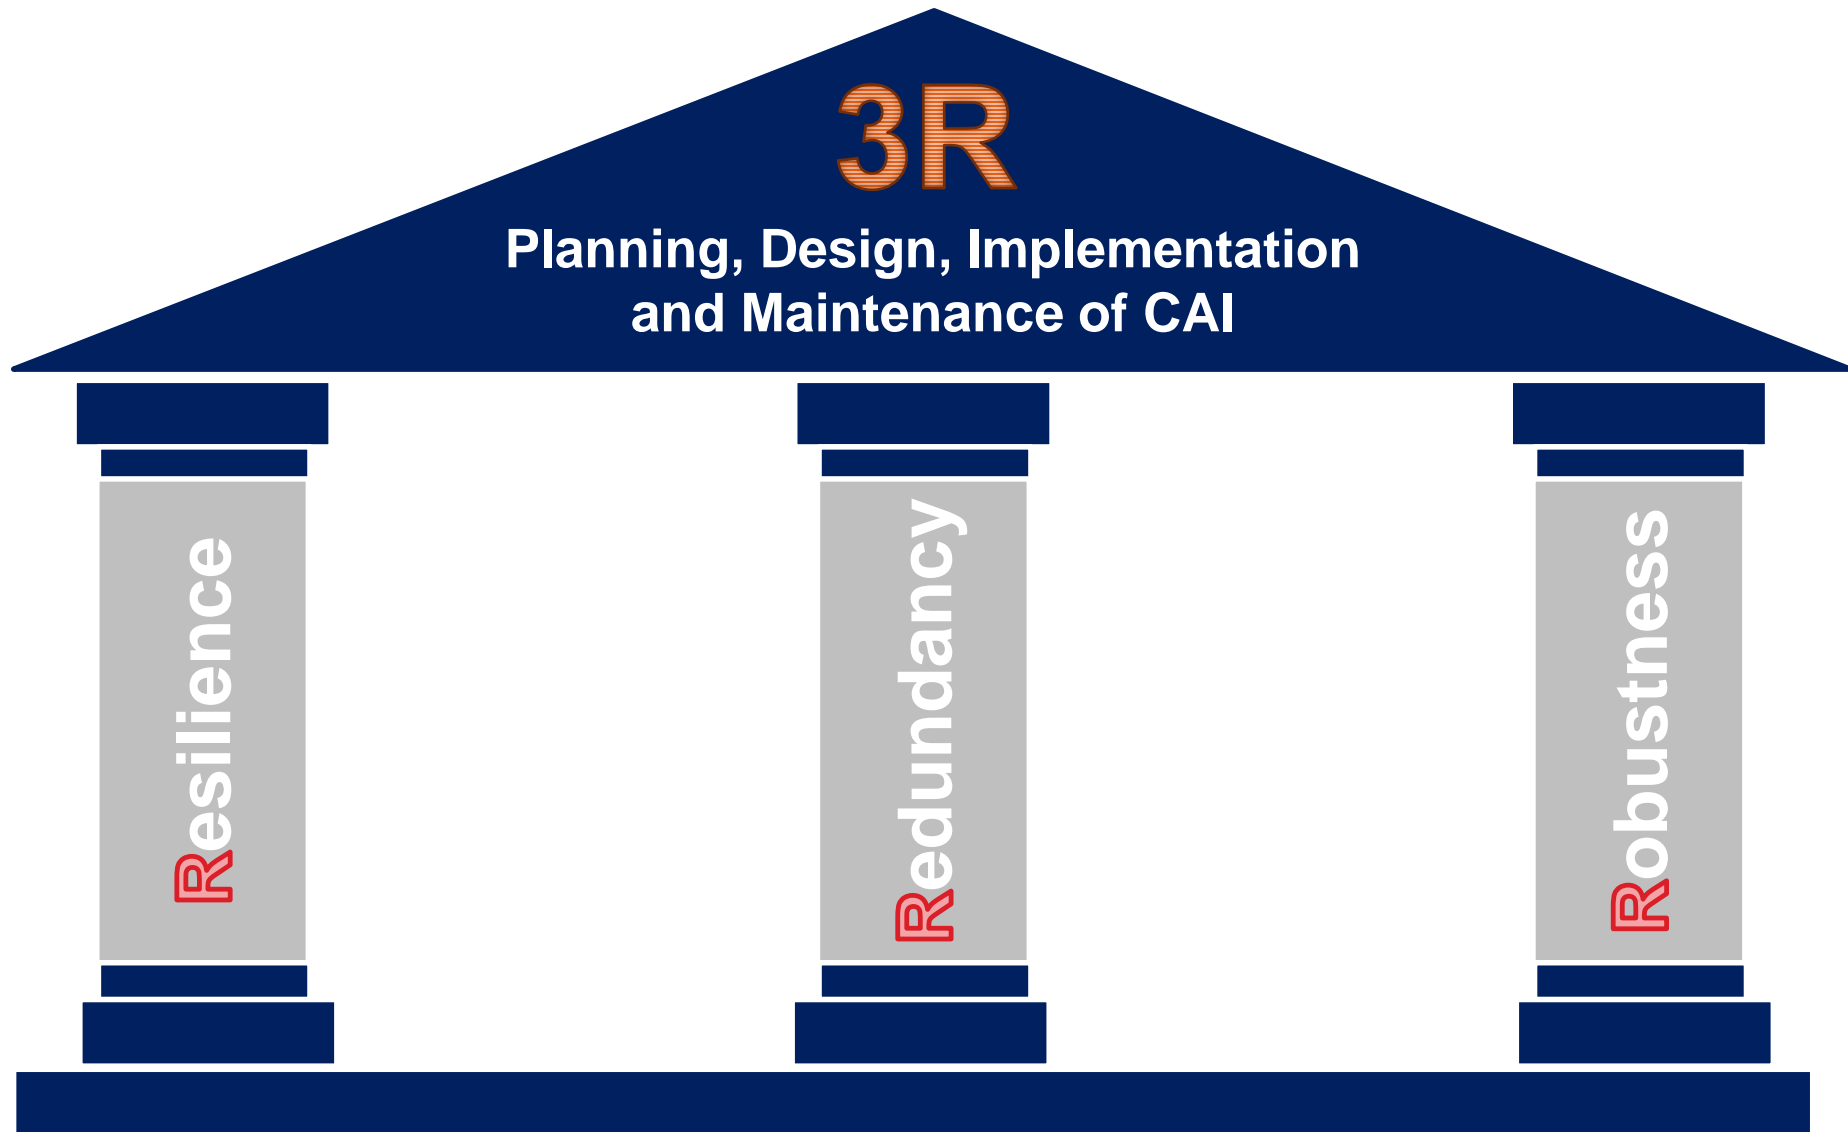 3R
Planning, Design, Implementation
and Maintenance of CAI
Resilience
Redundancy
Robustness